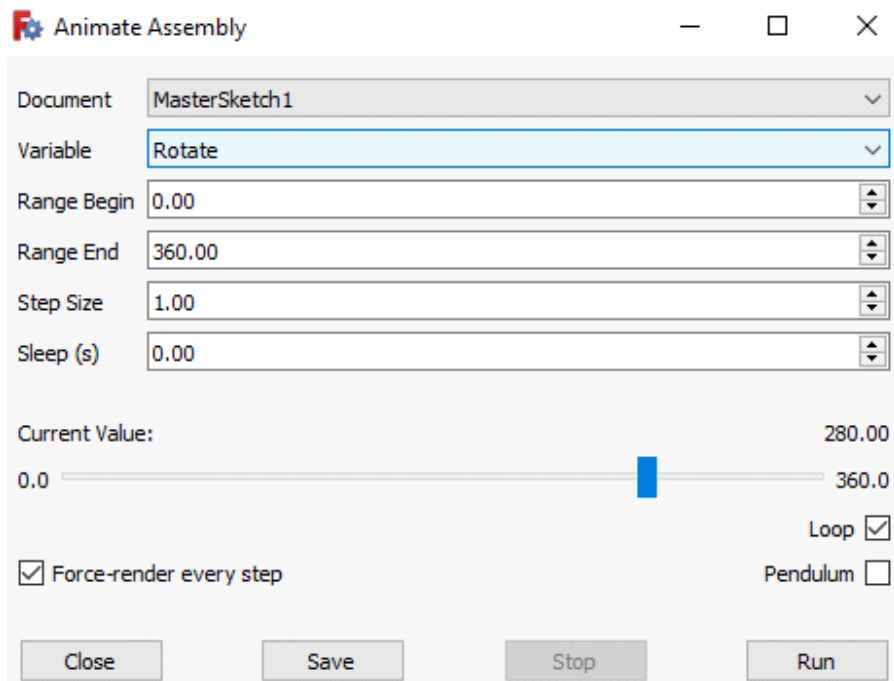 Animate Assembly
Document MasterSketch1
Variable Rotate
Range Begin 0.00
Range End 360.00
Step Size 1.00
Sleep (s) 0.00
Current Value: 280.00
0.0 360.0
Loop
Force-render every step Pendulum
Close Save Stop Run